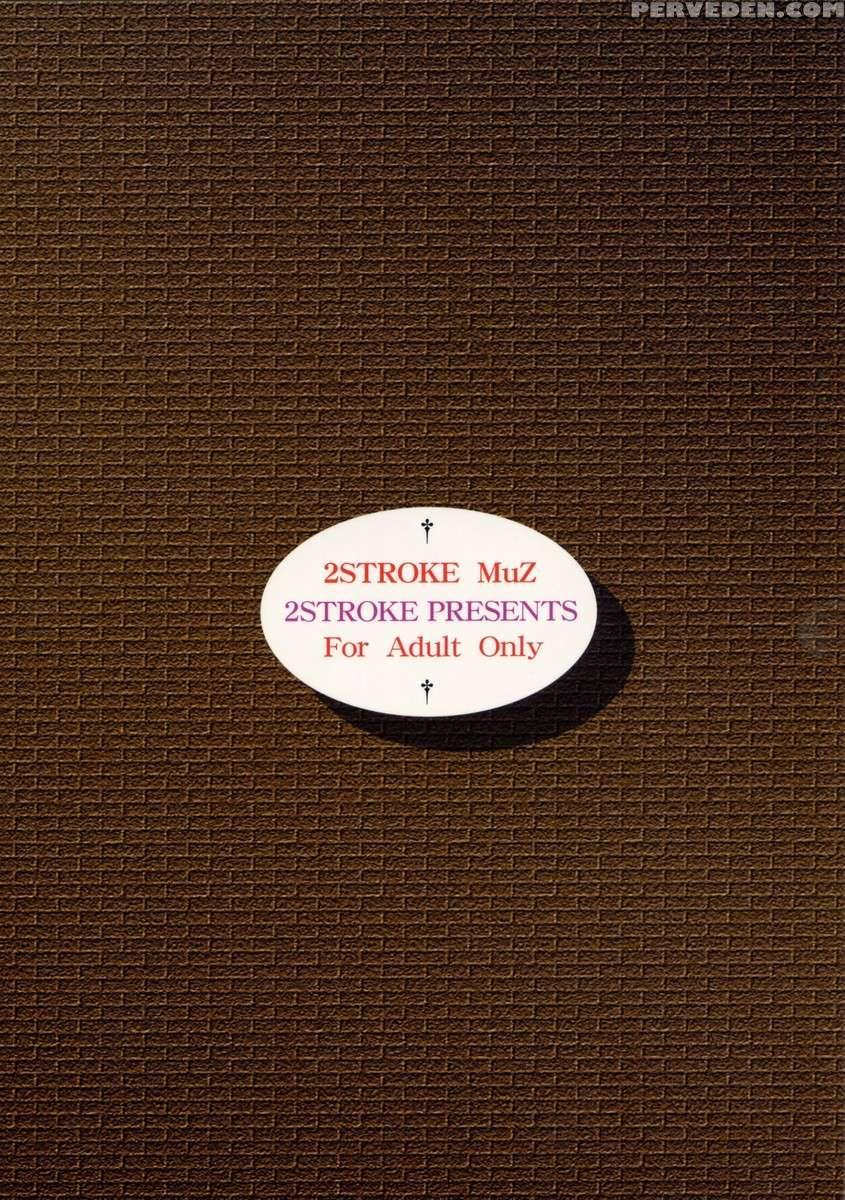 PERVEDEN.COM
†
2STROKE MuZ
2STROKE PRESENTS
For Adult Only
†